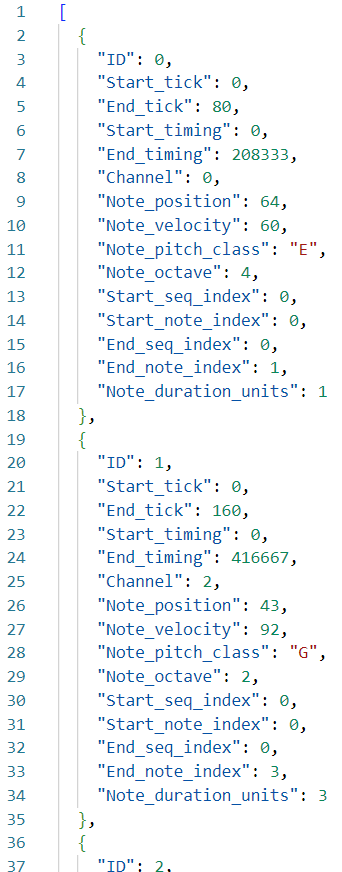 1 [
2 {
3 "ID": 0,
4 "Start_tick": 0,
5 "End_tick": 80,
6 "Start_timing": 0,
7 "End_timing": 208333,
8 "Channel": 0,
9 "Note_position": 64,
10 "Note_velocity": 60,
11 "Note_pitch_class": "E",
12 "Note_octave": 4,
13 "Start_seq_index": 0,
14 "Start_note_index": 0,
15 "End_seq_index": 0,
16 "End_note_index": 1,
17 "Note_duration_units": 1
18 },
19 {
20 "ID": 1,
21 "Start_tick": 0,
22 "End_tick": 160,
23 "Start_timing": 0,
24 "End_timing": 416667,
25 "Channel": 2,
26 "Note_position": 43,
27 "Note_velocity": 92,
28 "Note_pitch_class": "G",
29 "Note_octave": 2,
30 "Start_seq_index": 0,
31 "Start_note_index": 0,
32 "End_seq_index": 0,
33 "End_note_index": 3,
34 "Note_duration_units": 3
35 },
36 {
37 "ID": 2,